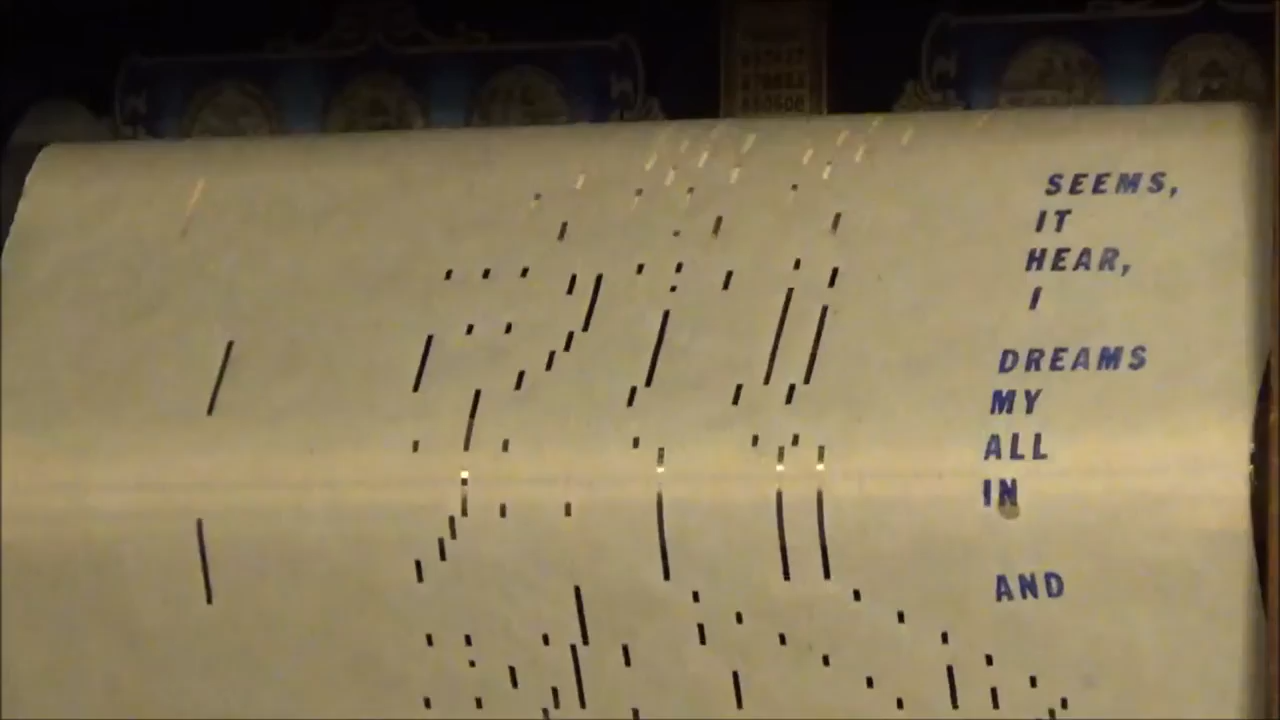 SEEMS,
IT
HEAR,
I
DREAMS
MY
ALL
IN
AND